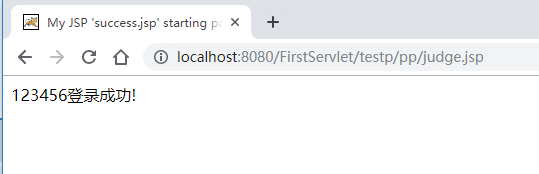 My JSP 'success.jsp' starting pa
localhost:8080/FirstServlet/testp/pp/judge.jsp
123456登录成功!